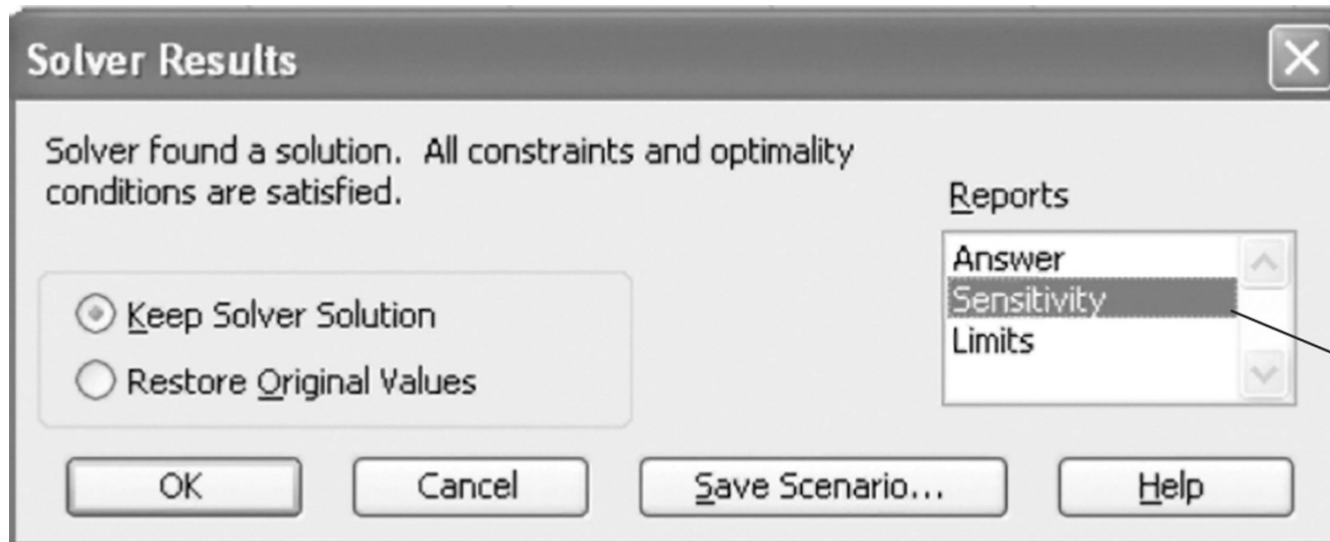 Solver Results
Solver found a solution. All constraints and optimality
conditions are satisfied.
Reports
Answer
Sensitivity
Limits
Keep Solver Solution
Restore Original Values
OK Cancel Save Scenario... Help